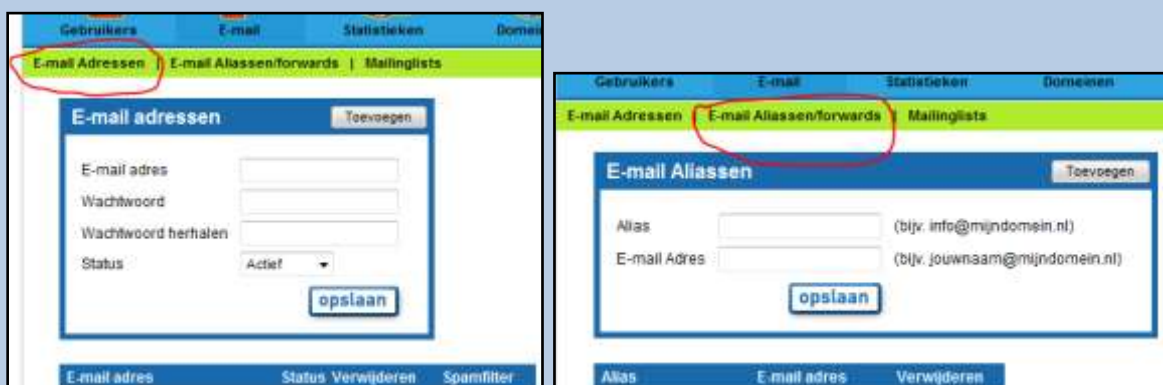 Gebruikers E-mail Statistieken Domei
E-mail Adressen | E-mail Aliassen/forwards | Mailinglists
E-mail adressen Toevoegen
E-mail adres
Wachtwoord
Wachtwoord herhalen
Status Actief
opslaan
E-mail adres Status Verwijderen Spamfilter
Gebruikers E-mail Statistieken Domeinen
E-mail Adressen | E-mail Aliassen/forwards | Mailinglists
E-mail Aliassen Toevoegen
Alias (bijv. info@mijndomein.nl)
E-mail Adres (bijv. jouwnaam@mijndomein.nl)
opslaan
Alias E-mail adres Verwijderen